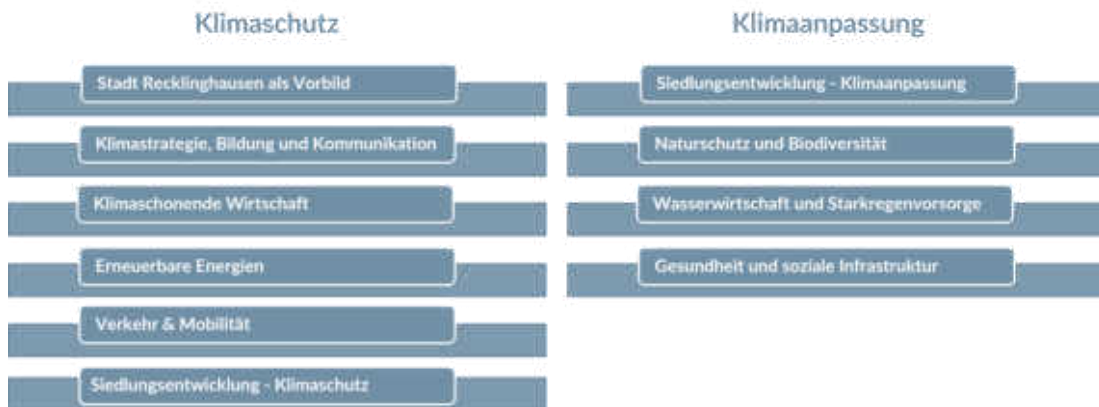 Klimaschutz
Stadt Recklinghausen als Vorbild
Klimastrategie, Bildung und Kommunikation
Klimaschonende Wirtschaft
Erneuerbare Energien
Verkehr & Mobilität
Siedlungsentwicklung - Klimaschutz
Klimaanpassung
Siedlungsentwicklung - Klimaanpassung
Naturschutz und Biodiversität
Wasserwirtschaft und Starkregenvorsorge
Gesundheit und soziale Infrastruktur